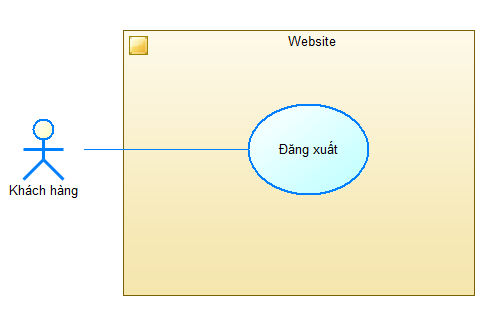 Website
Đăng xuất
Khách hàng